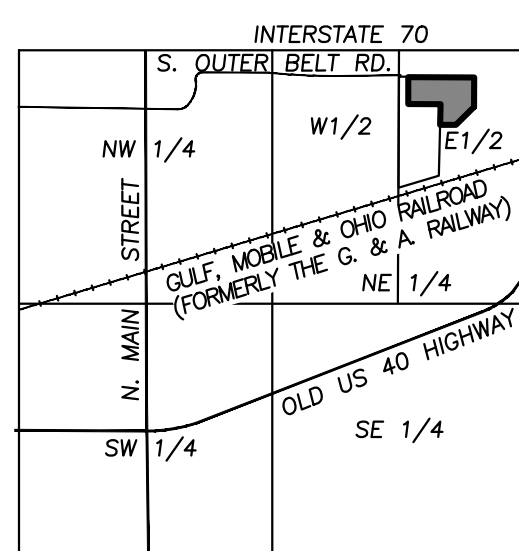 INTERSTATE 70
S. OUTER BELT RD.
W1/2
E1/2
NW 1/4
N. MAIN STREET
GULF, MOBILE & OHIO RAILROAD
(FORMERLY THE G. & A. RAILWAY)
NE 1/4
OLD US 40 HIGHWAY
SW 1/4
SE 1/4